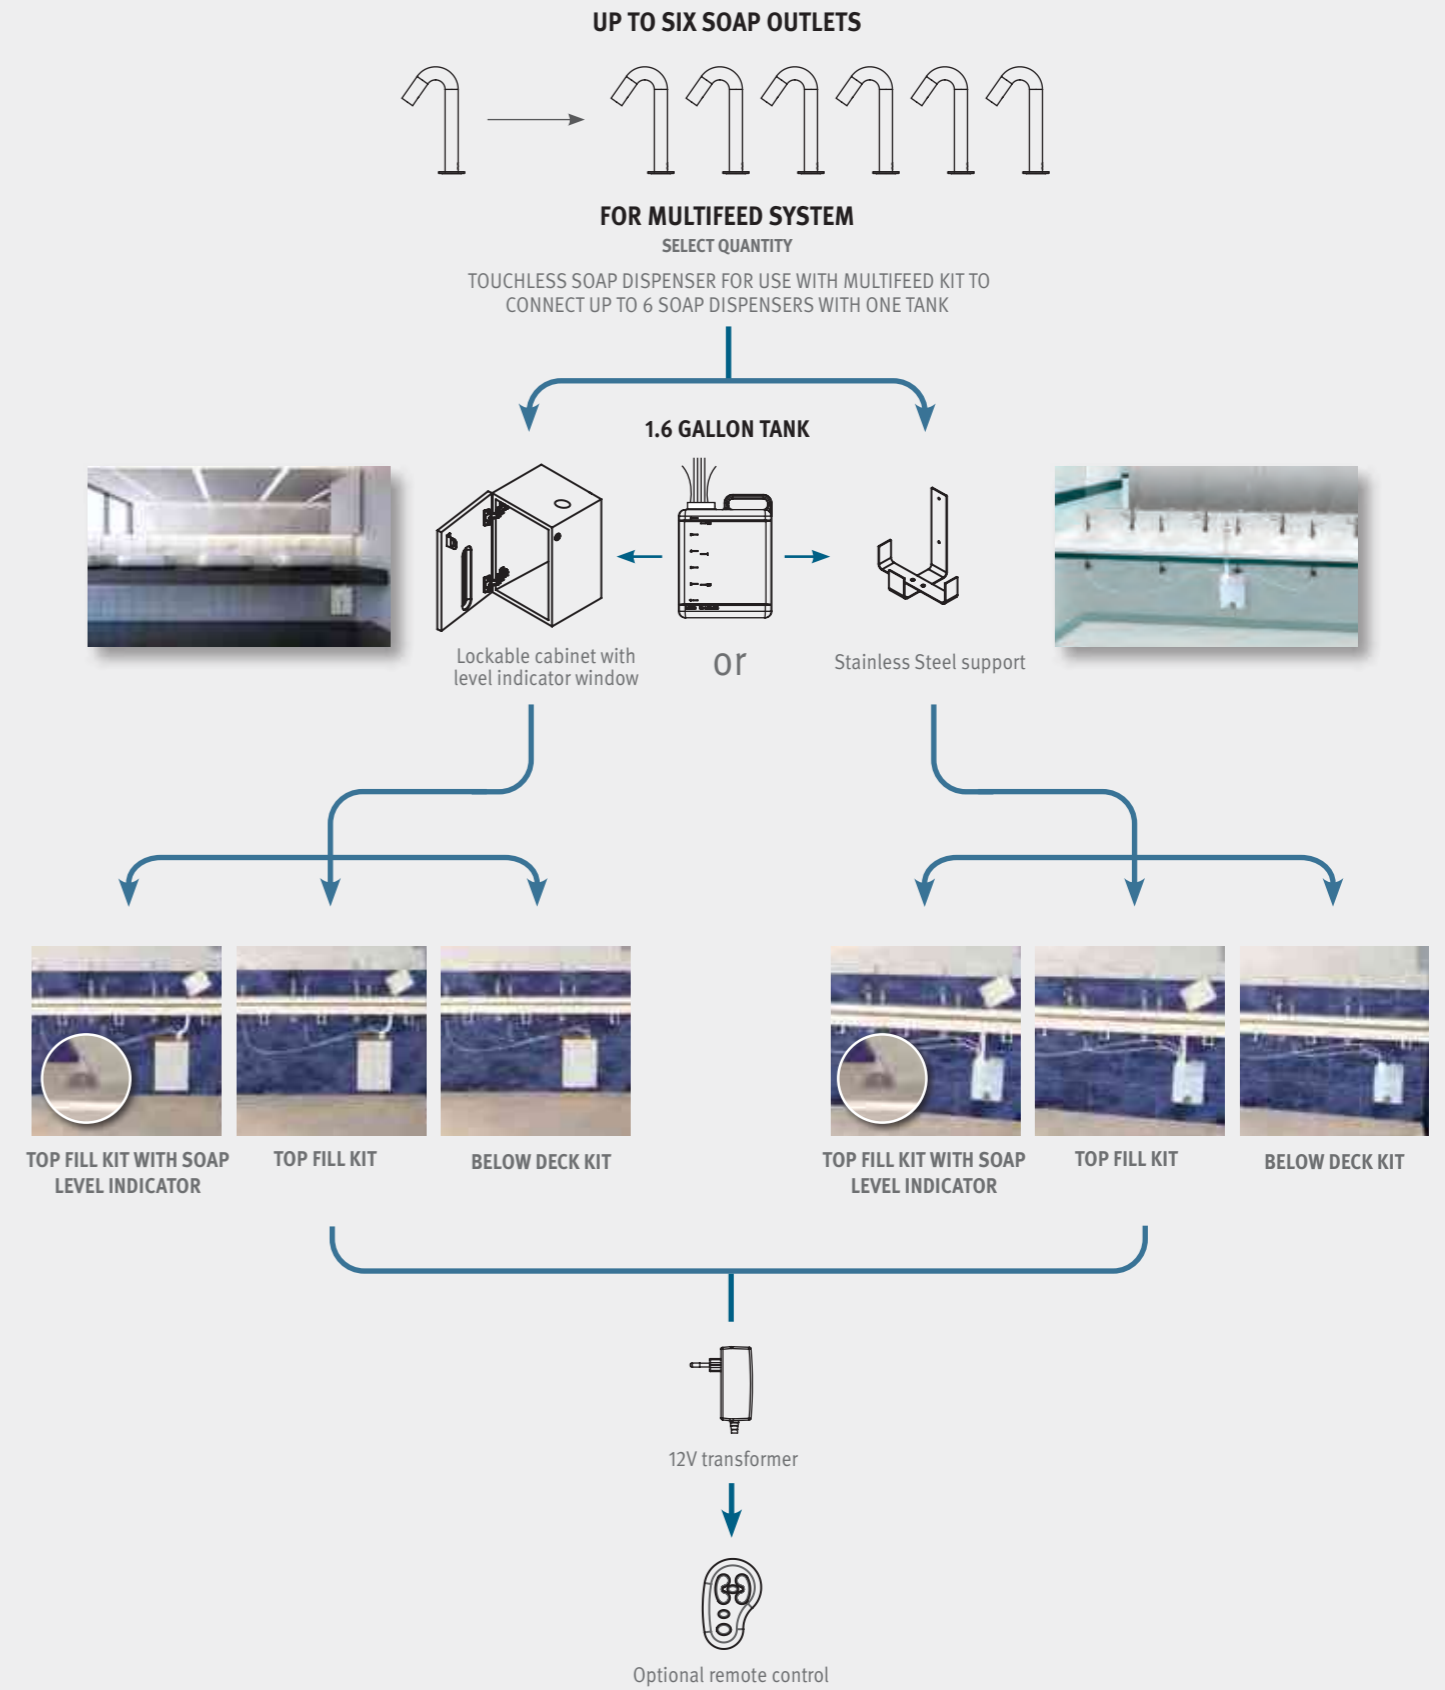 UP TO SIX SOAP OUTLETS
FOR MULTIFEED SYSTEM
SELECT QUANTITY
TOUCHLESS SOAP DISPENSER FOR USE WITH MULTIFEED KIT TO
CONNECT UP TO 6 SOAP DISPENSERS WITH ONE TANK
1.6 GALLON TANK
Lockable cabinet with
level indicator window
or
Stainless Steel support
TOP FILL KIT WITH SOAP
LEVEL INDICATOR
TOP FILL KIT
BELOW DECK KIT
TOP FILL KIT WITH SOAP
LEVEL INDICATOR
TOP FILL KIT
BELOW DECK KIT
12V transformer
Optional remote control